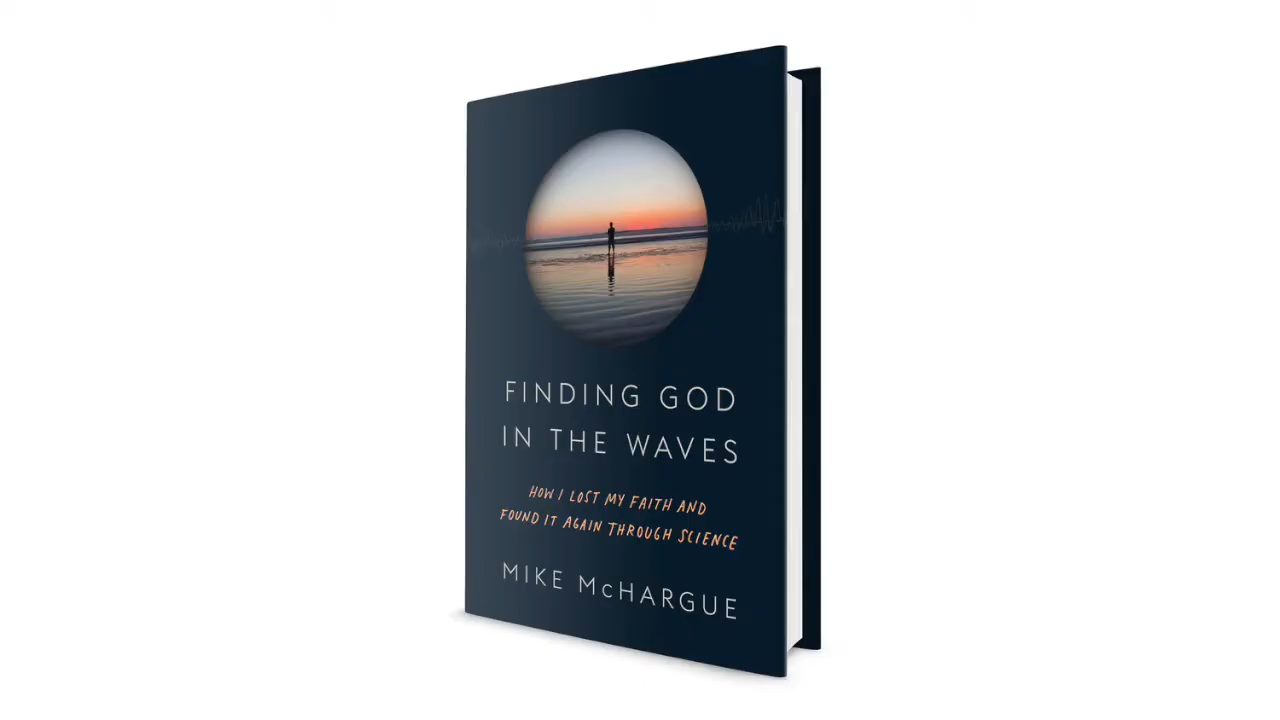 FINDING GOD
IN THE WAVES
HOW I LOST MY FAITH AND
FOUND IT AGAIN THROUGH SCIENCE
MIKE McHARGUE